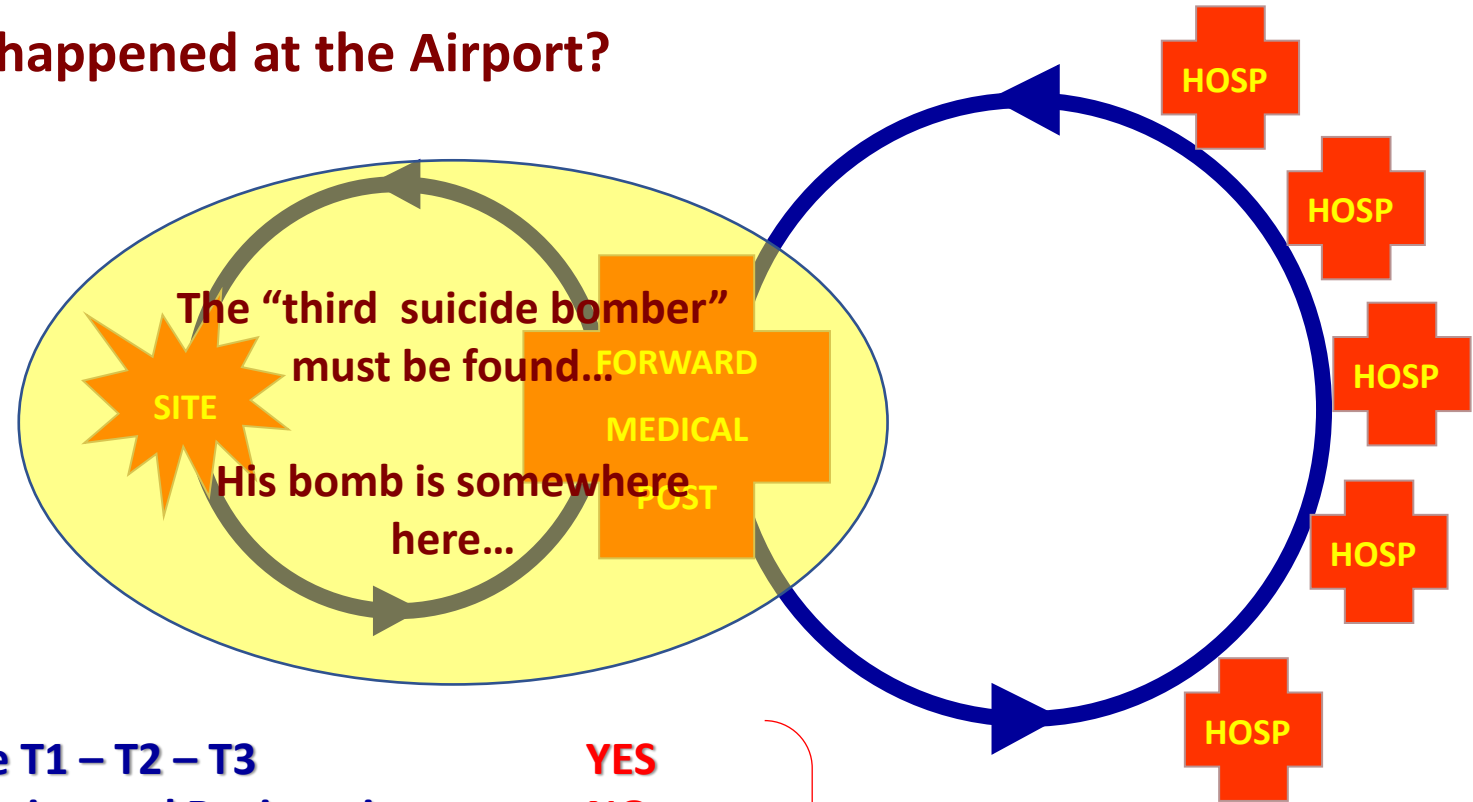 happened at the Airport?
HOSP
HOSP
The “third suicide bomber”
must be found…
FORWARD
HOSP
SITE
MEDICAL
His bomb is somewhere
POST
here…
HOSP
HOSP
T1 – T2 – T3 YES